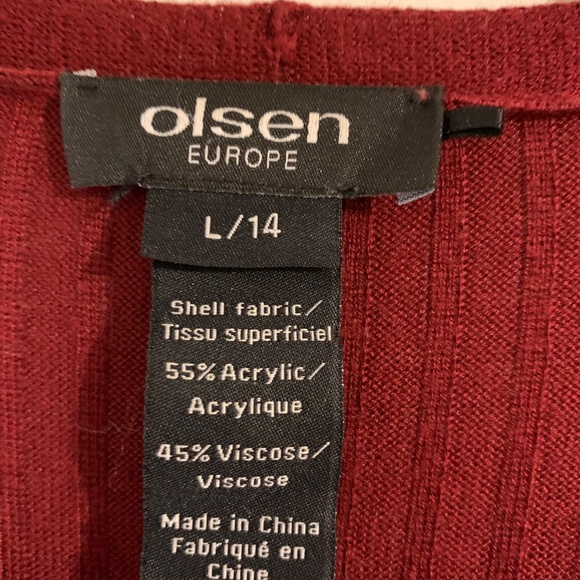 olsen
EUROPE
L/14
Shell fabric/
Tissu superficiel
55% Acrylic/
Acrylique
45% Viscose/
Viscose
Made in China
Fabriqué en
Chine